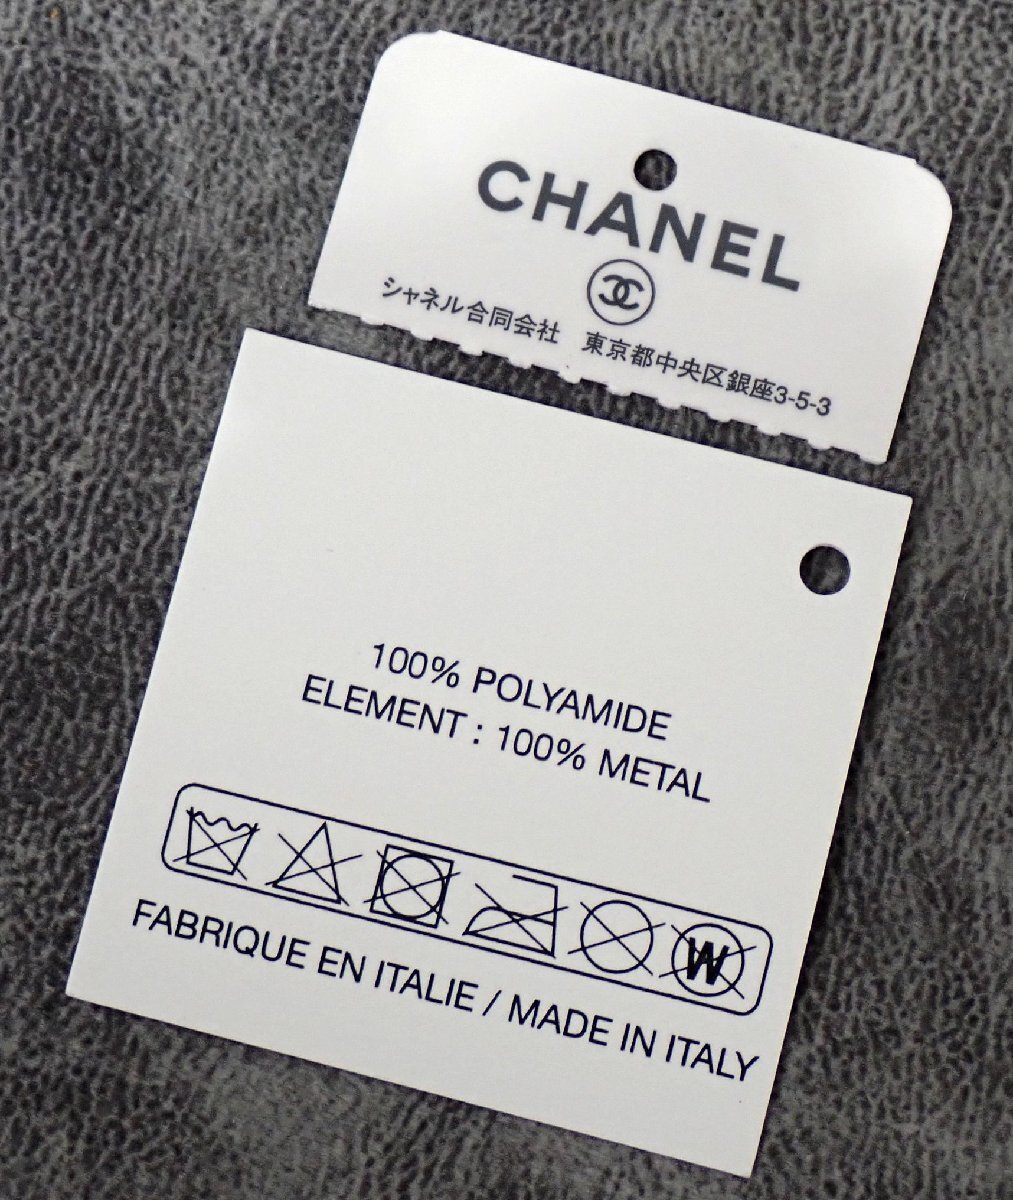 CHANEL
シャネル合同会社　東京都中央区銀座3-5-3
100% POLYAMIDE
ELEMENT : 100% METAL
W
FABRIQUE EN ITALIE / MADE IN ITALY